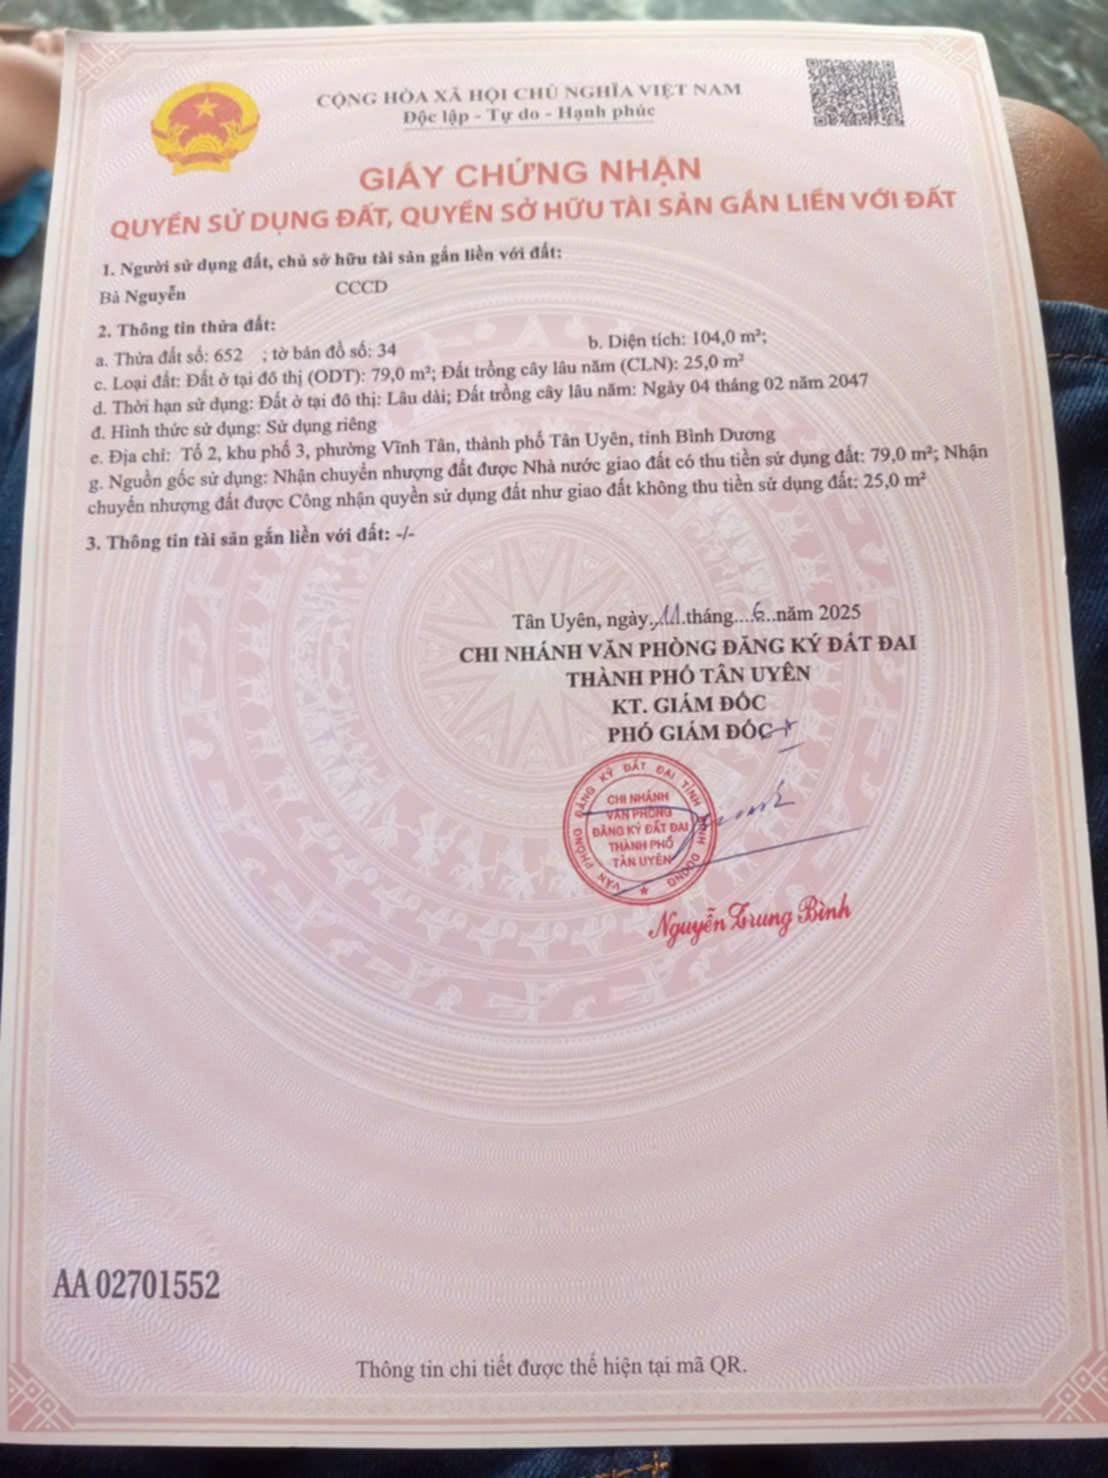 CỘNG HÒA XÃ HỘI CHỦ NGHĨA VIỆT NAM
Độc lập - Tự do - Hạnh phúc
GIẤY CHỨNG NHẬN
QUYỀN SỬ DỤNG ĐẤT, QUYỀN SỞ HỮU TÀI SẢN GẮN LIỀN VỚI ĐẤT
1. Người sử dụng đất, chủ sở hữu tài sản gắn liền với đất:
Bà Nguyễn CCCD
2. Thông tin thửa đất:
a. Thửa đất số: 652 ; tờ bản đồ số: 34 b. Diện tích: 104,0 m²;
c. Loại đất: Đất ở tại đô thị (ODT): 79,0 m²; Đất trồng cây lâu năm (CLN): 25,0 m²
d. Thời hạn sử dụng: Đất ở tại đô thị: Lâu dài; Đất trồng cây lâu năm: Ngày 04 tháng 02 năm 2047
đ. Hình thức sử dụng: Sử dụng riêng
e. Địa chỉ: Tổ 2, khu phố 3, phường Vĩnh Tân, thành phố Tân Uyên, tỉnh Bình Dương
g. Nguồn gốc sử dụng: Nhận chuyển nhượng đất được Nhà nước giao đất có thu tiền sử dụng đất: 79,0 m²; Nhận
chuyển nhượng đất được Công nhận quyền sử dụng đất như giao đất không thu tiền sử dụng đất: 25,0 m²
3. Thông tin tài sản gắn liền với đất: -/-
Tân Uyên, ngày..11.tháng....6..năm 2025
CHI NHÁNH VĂN PHÒNG ĐĂNG KÝ ĐẤT ĐAI
THÀNH PHỐ TÂN UYÊN
KT. GIÁM ĐỐC
PHÓ GIÁM ĐỐC
VĂN PHÒNG ĐĂNG KÝ ĐẤT ĐAI TỈNH BÌNH DƯƠNG
CHI NHÁNH
VĂN PHÒNG
ĐĂNG KÝ ĐẤT ĐAI
THÀNH PHỐ
TÂN UYÊN
Nguyễn Trung Bình
AA 02701552
Thông tin chi tiết được thể hiện tại mã QR.